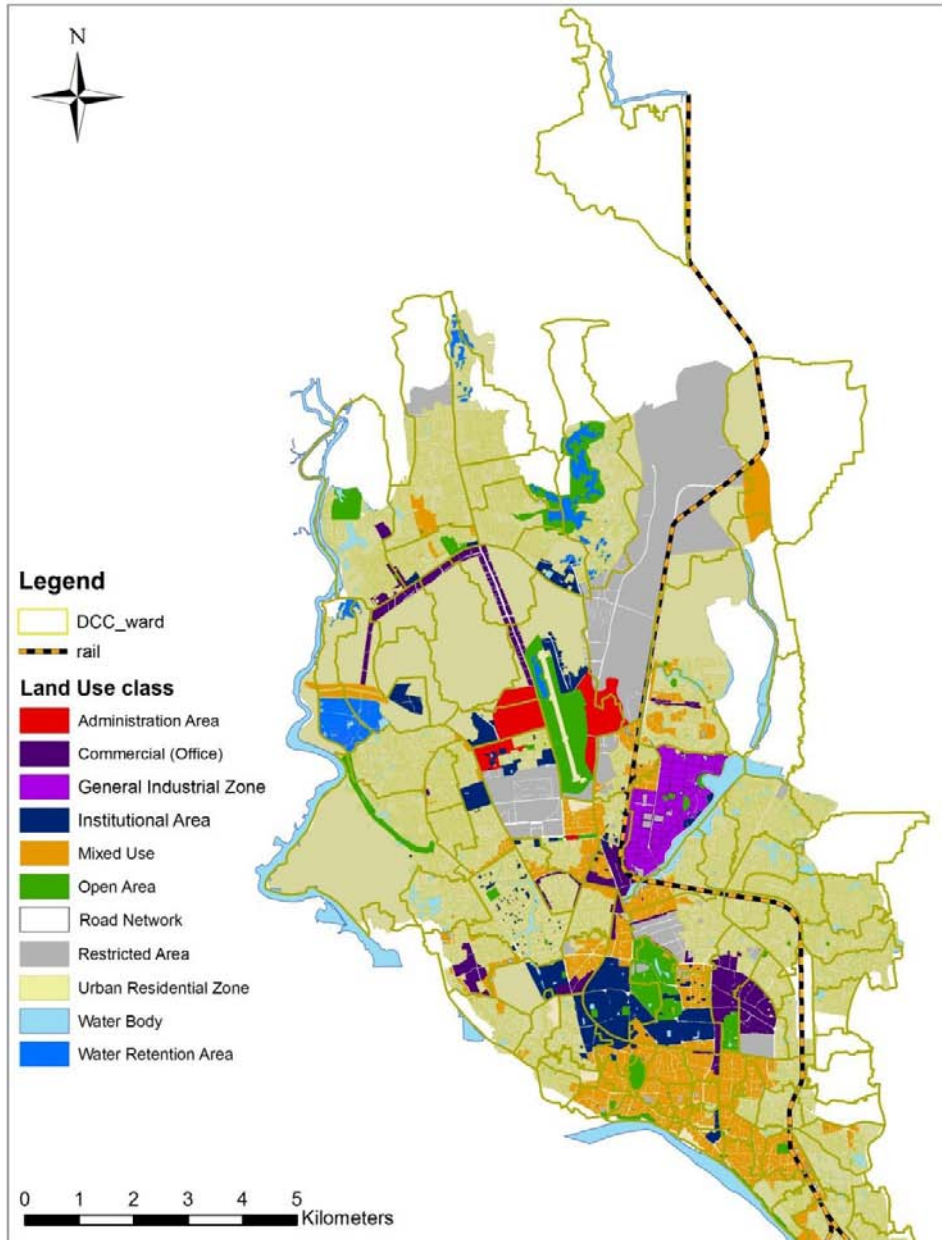 N
Legend
DCC_ward
rail
Land Use class
Administration Area
Commercial (Office)
General Industrial Zone
Institutional Area
Mixed Use
Open Area
Road Network
Restricted Area
Urban Residential Zone
Water Body
Water Retention Area
0 1 2 3 4 5
Kilometers